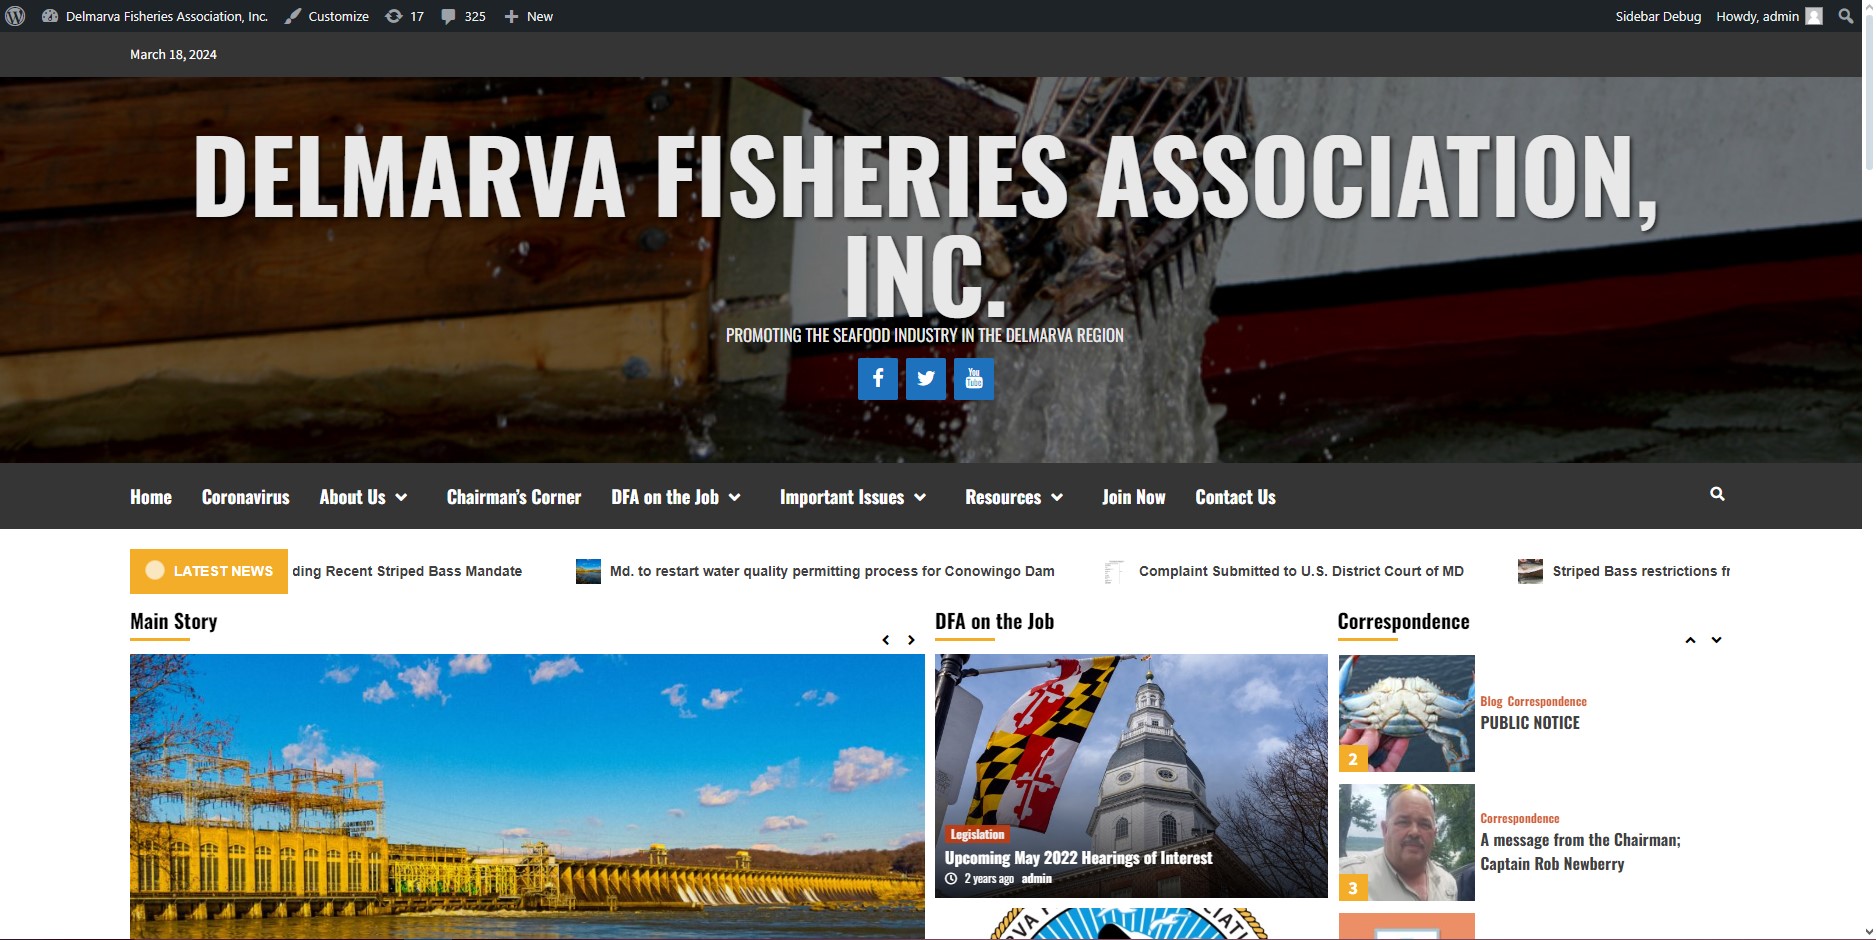 Delmarva Fisheries Association, Inc. Customize 17 325 New Sidebar Debug Howdy, admin
March 18, 2024
DELMARVA FISHERIES ASSOCIATION,
INC.
PROMOTING THE SEAFOOD INDUSTRY IN THE DELMARVA REGION
You
Tube
Home Coronavirus About Us Chairman's Corner DFA on the Job Important Issues Resources Join Now Contact Us
LATEST NEWS ding Recent Striped Bass Mandate Md. to restart water quality permitting process for Conowingo Dam Complaint Submitted to U.S. District Court of MD Striped Bass restrictions fr
Main Story
DFA on the Job
Legislation
Upcoming May 2022 Hearings of Interest
2 years ago admin
Correspondence
Blog Correspondence
PUBLIC NOTICE
2
Correspondence
A message from the Chairman;
Captain Rob Newberry
3